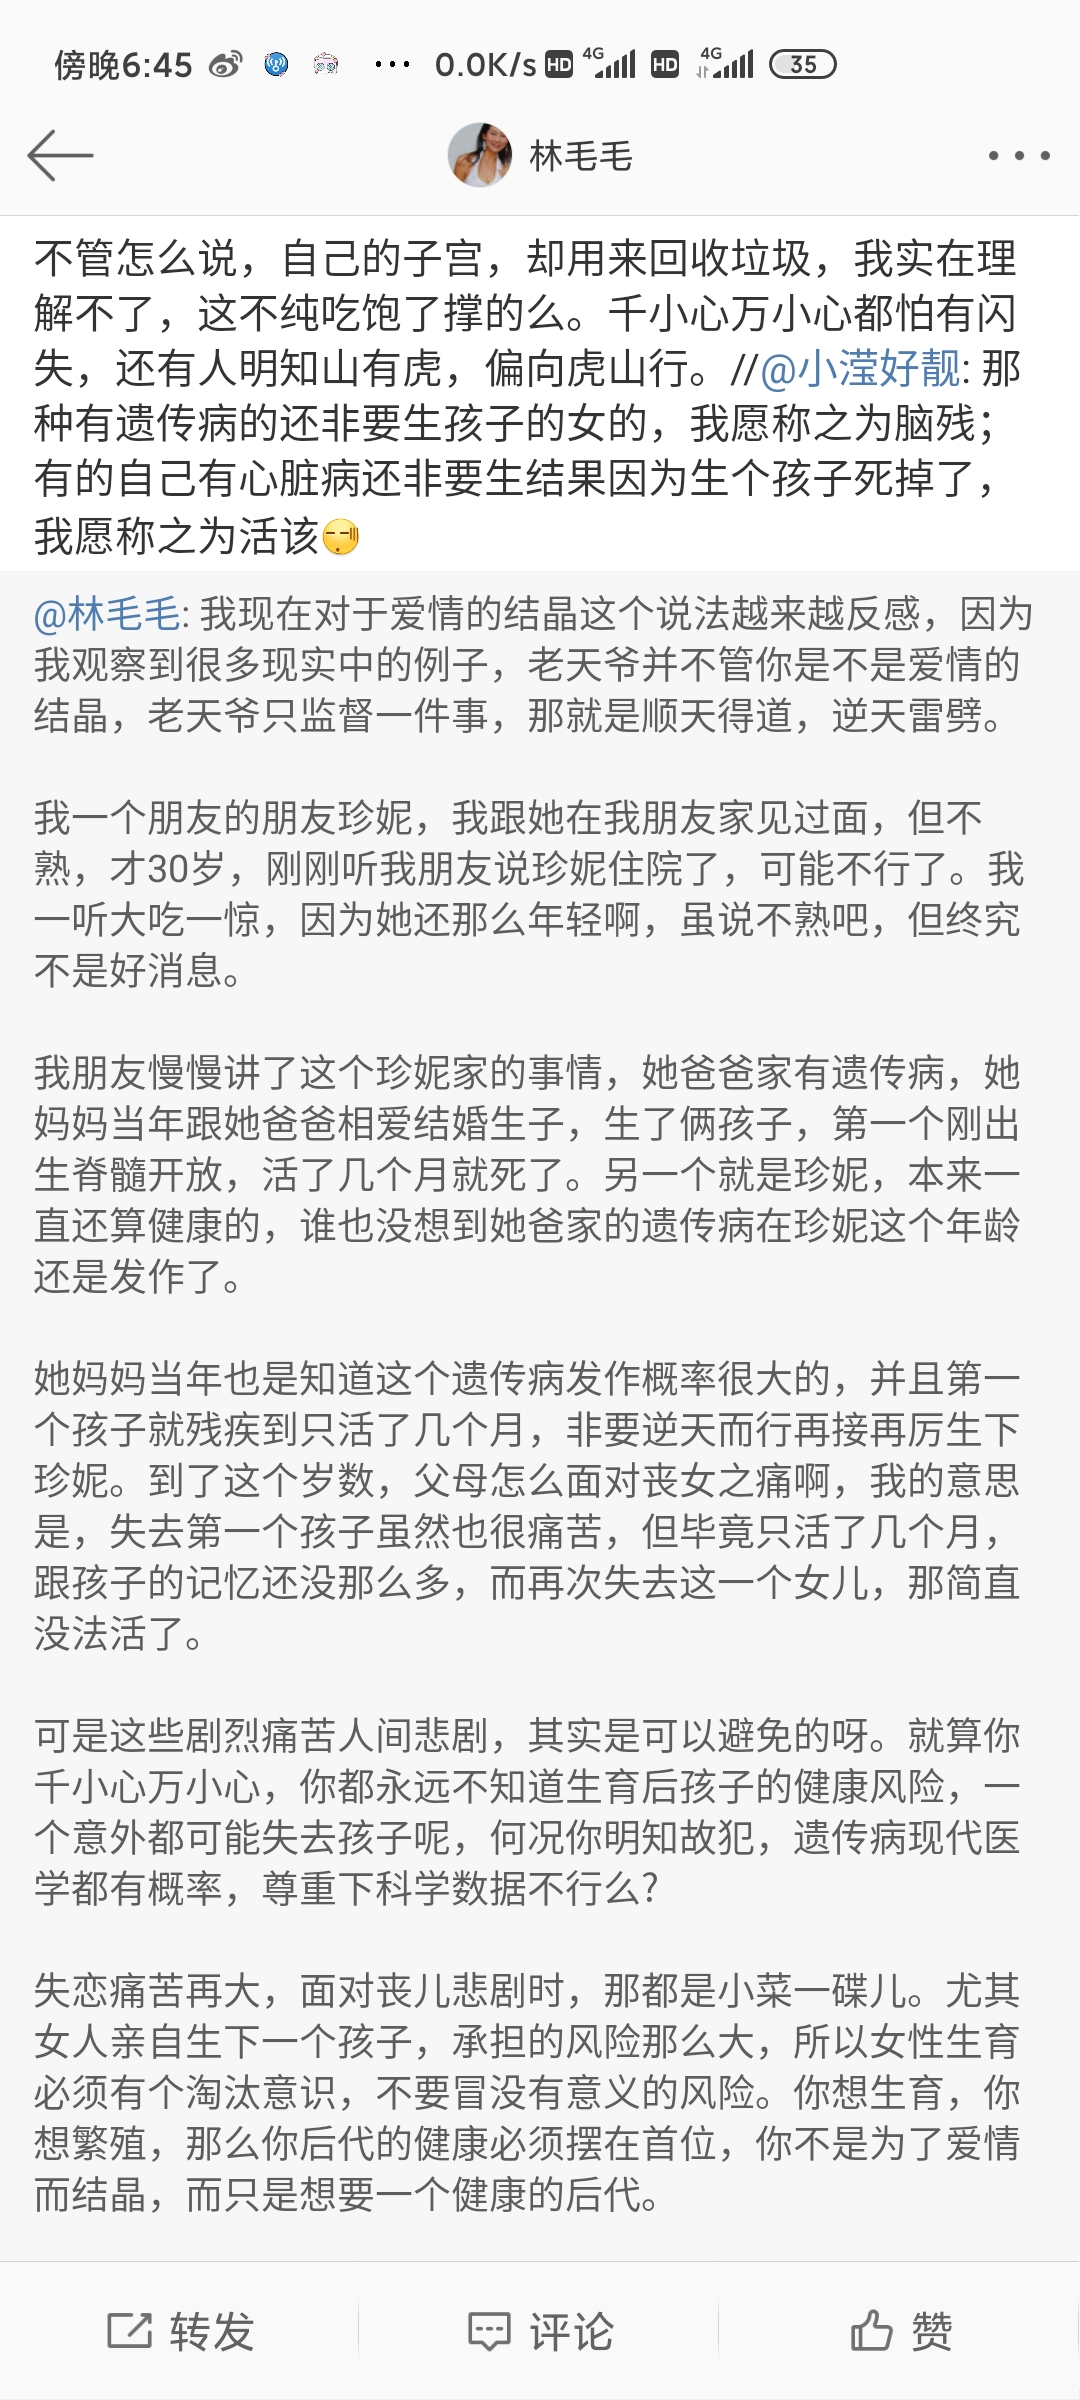 傍晚6:45 ... 0.0K/s HD 4G HD 4G 35
林毛毛
不管怎么说，自己的子宫，却用来回收垃圾，我实在理
解不了，这不纯吃饱了撑的么。千小心万小心都怕有闪
失，还有人明知山有虎，偏向虎山行。//@小滢好靓: 那
种有遗传病的还非要生孩子的女的，我愿称之为脑残；
有的自己有心脏病还非要生结果因为生个孩子死掉了，
我愿称之为活该
@林毛毛: 我现在对于爱情的结晶这个说法越来越反感，因为
我观察到很多现实中的例子，老天爷并不管你是不是爱情的
结晶，老天爷只监督一件事，那就是顺天得道，逆天雷劈。
我一个朋友的朋友珍妮，我跟她在我朋友家见过面，但不
熟，才30岁，刚刚听我朋友说珍妮住院了，可能不行了。我
一听大吃一惊，因为她还那么年轻啊，虽说不熟吧，但终究
不是好消息。
我朋友慢慢讲了这个珍妮家的事情，她爸爸家有遗传病，她
妈妈当年跟她爸爸相爱结婚生子，生了俩孩子，第一个刚出
生脊髓开放，活了几个月就死了。另一个就是珍妮，本来一
直还算健康的，谁也没想到她爸家的遗传病在珍妮这个年龄
还是发作了。
她妈妈当年也是知道这个遗传病发作概率很大的，并且第一
个孩子就残疾到只活了几个月，非要逆天而行再接再厉生下
珍妮。到了这个岁数，父母怎么面对丧女之痛啊，我的意思
是，失去第一个孩子虽然也很痛苦，但毕竟只活了几个月，
跟孩子的记忆还没那么多，而再次失去这一个女儿，那简直
没法活了。
可是这些剧烈痛苦人间悲剧，其实是可以避免的呀。就算你
千小心万小心，你都永远不知道生育后孩子的健康风险，一
个意外都可能失去孩子呢，何况你明知故犯，遗传病现代医
学都有概率，尊重下科学数据不行么？
失恋痛苦再大，面对丧儿悲剧时，那都是小菜一碟儿。尤其
女人亲自生下一个孩子，承担的风险那么大，所以女性生育
必须有个淘汰意识，不要冒没有意义的风险。你想生育，你
想繁殖，那么你后代的健康必须摆在首位，你不是为了爱情
而结晶，而只是想要一个健康的后代。
转发 评论 赞